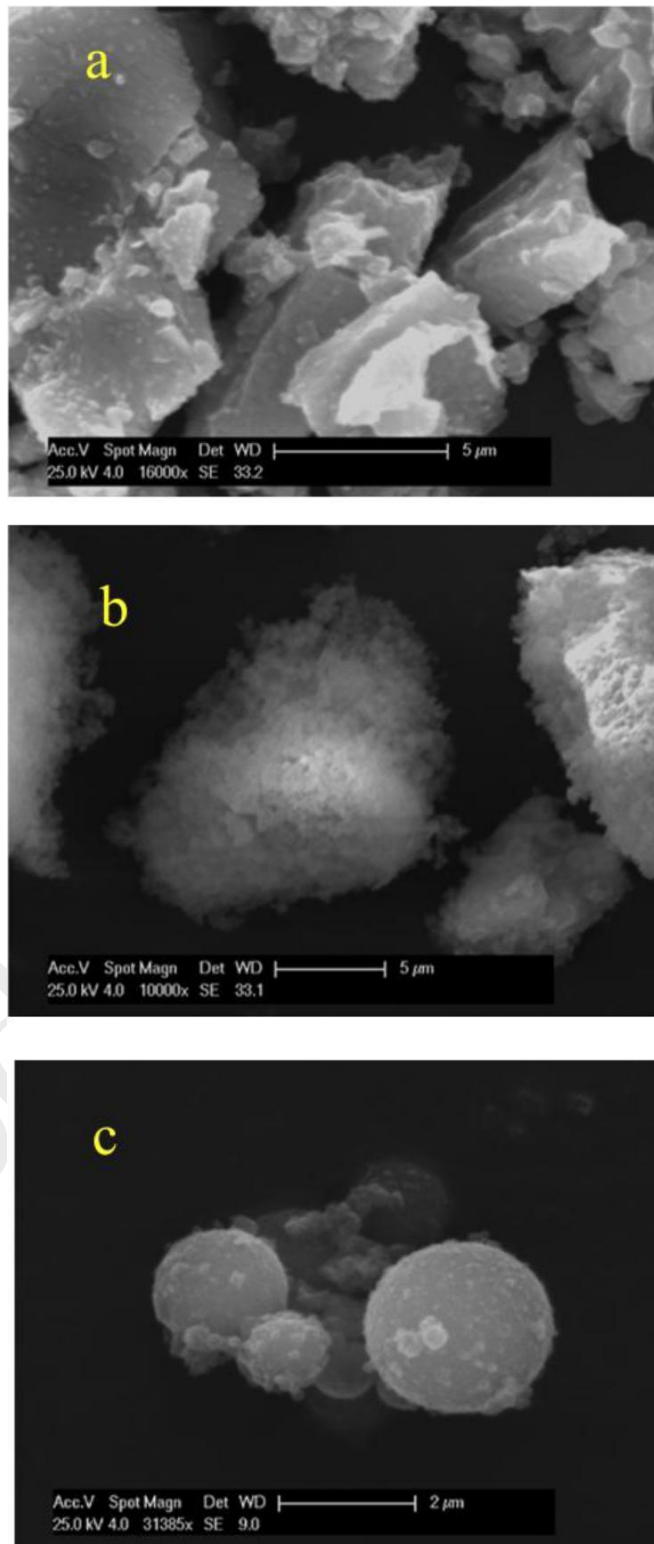 a
Acc.V Spot Magn Det WD 5 µm
25.0 kV 4.0 16000x SE 33.2
b
Acc.V Spot Magn Det WD 5 µm
25.0 kV 4.0 10000x SE 33.1
c
Acc.V Spot Magn Det WD 2 µm
25.0 kV 4.0 31385x SE 9.0